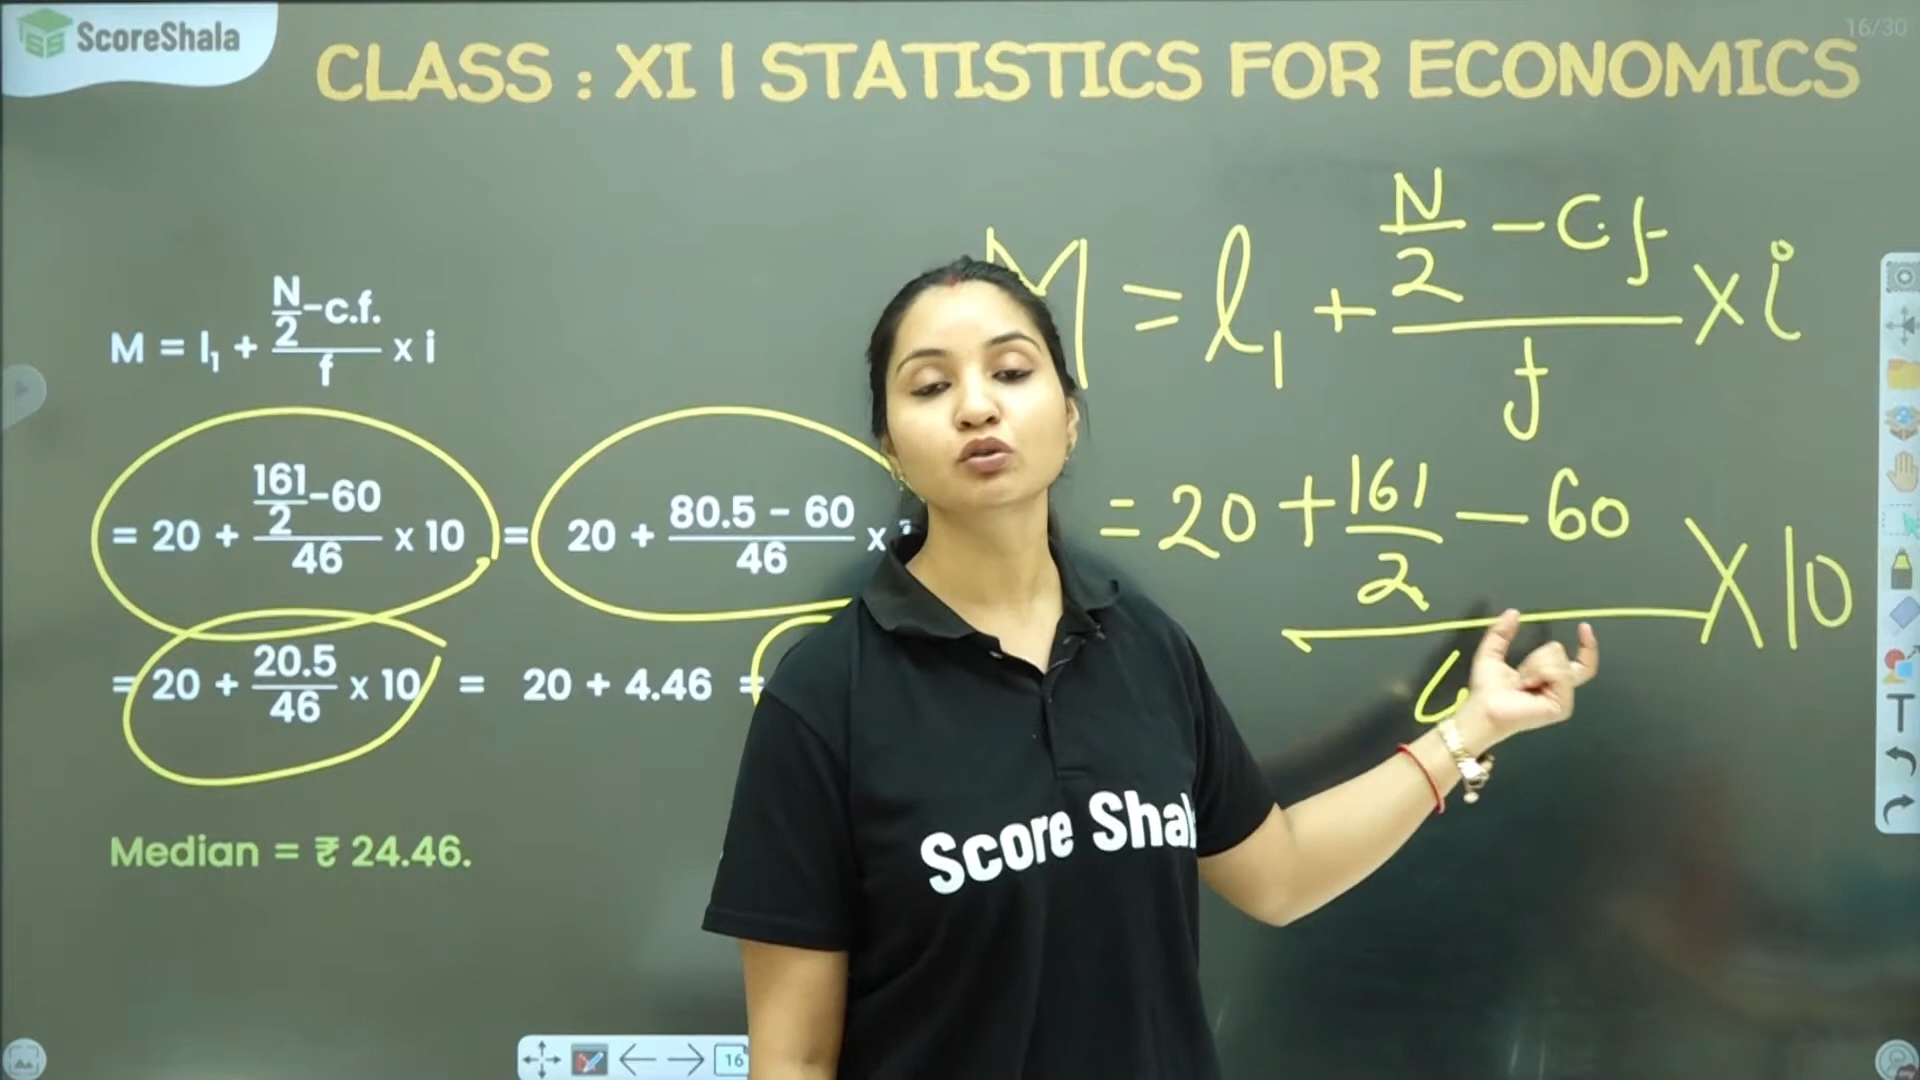 ScoreShala
16/30
CLASS : XI | STATISTICS FOR ECONOMICS
M = l₁ + (N/2 - c.f.)/f x i
= 20 + (161/2 - 60)/46 x 10 = 20 + (80.5 - 60)/46 x
= 20 + 20.5/46 x 10 = 20 + 4.46 =
Median = ₹ 24.46.
M = l₁ + (N/2 - c.f)/f x i
= 20 + (161/2 - 60)/4 x 10
Score Shal
16
T